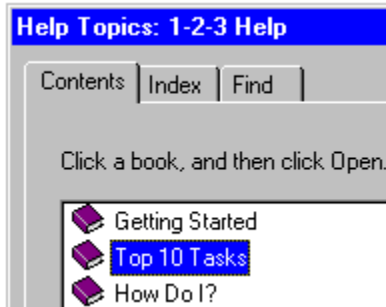 Help Topics: 1-2-3 Help
Contents Index Find
Click a book, and then click Open.
Getting Started
Top 10 Tasks
How Do I?